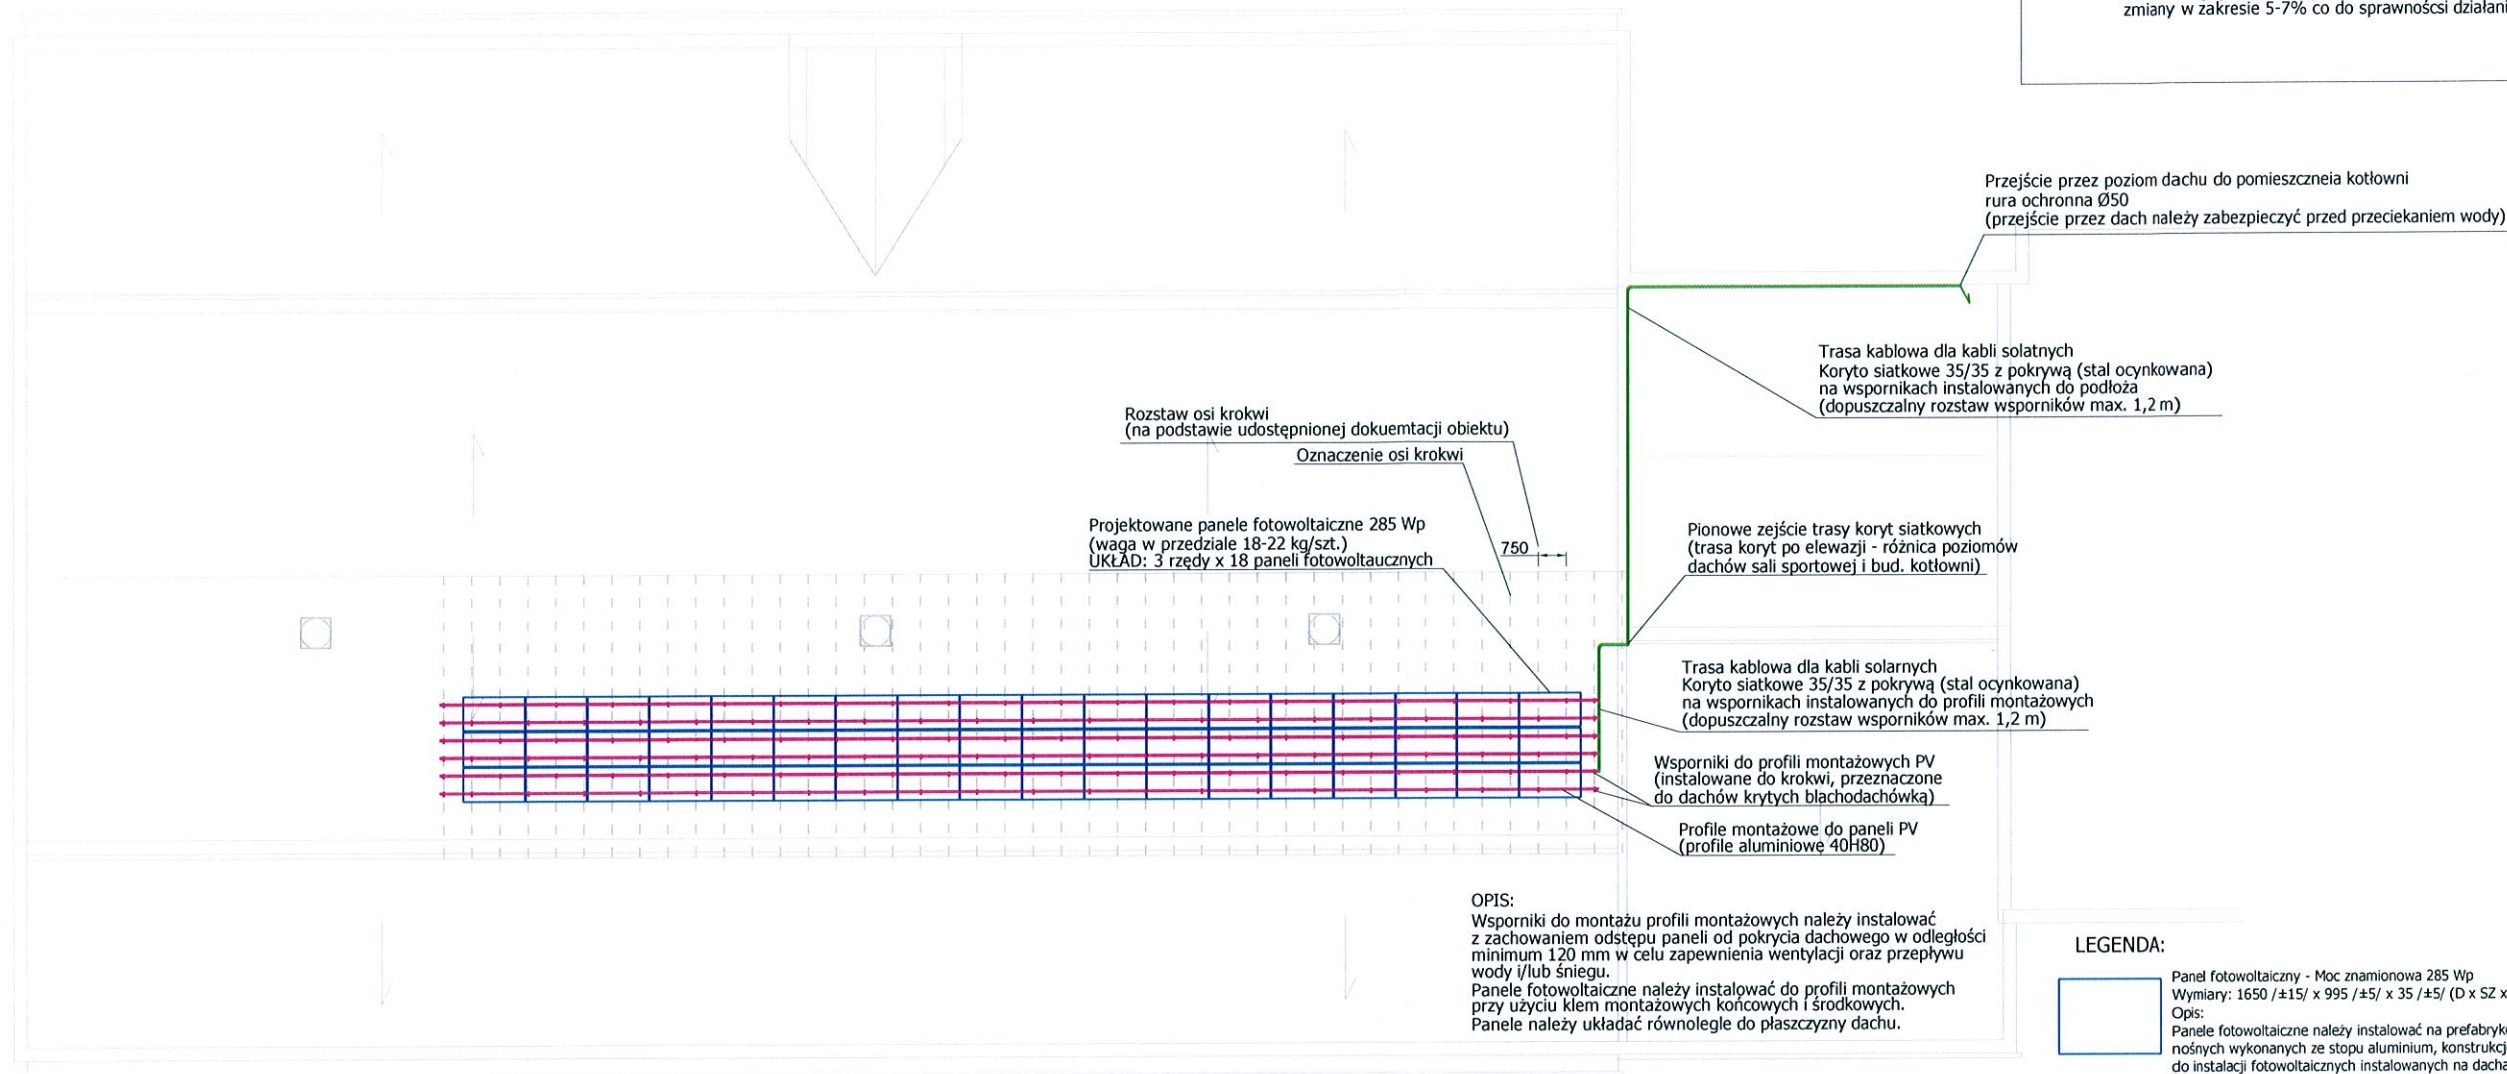 zmiany w zakresie 5-7% co do sprawnoścsi działani
Przejście przez poziom dachu do pomieszczneia kotłowni
rura ochronna Ø50
(przejście przez dach należy zabezpieczyć przed przeciekaniem wody)
Trasa kablowa dla kabli solatnych
Koryto siatkowe 35/35 z pokrywą (stal ocynkowana)
na wspornikach instalowanych do podłoża
(dopuszczalny rozstaw wsporników max. 1,2 m)
Rozstaw osi krokwi
(na podstawie udostępnionej dokuemtacji obiektu)
Oznaczenie osi krokwi
Projektowane panele fotowoltaiczne 285 Wp
(waga w przedziale 18-22 kg/szt.)
UKŁAD: 3 rzędy x 18 paneli fotowoltaucznych
750
Pionowe zejście trasy koryt siatkowych
(trasa koryt po elewazji - różnica poziomów
dachów sali sportowej i bud. kotłowni)
Trasa kablowa dla kabli solarnych
Koryto siatkowe 35/35 z pokrywą (stal ocynkowana)
na wspornikach instalowanych do profili montażowych
(dopuszczalny rozstaw wsporników max. 1,2 m)
Wsporniki do profili montażowych PV
(instalowane do krokwi, przeznaczone
do dachów krytych blachodachówką)
Profile montażowe do paneli PV
(profile aluminiowe 40H80)
OPIS:
Wsporniki do montażu profili montażowych należy instalować
z zachowaniem odstępu paneli od pokrycia dachowego w odległości
minimum 120 mm w celu zapewnienia wentylacji oraz przepływu
wody i/lub śniegu.
Panele fotowoltaiczne należy instalować do profili montażowych
przy użyciu klem montażowych końcowych i środkowych.
Panele należy układać równolegle do płaszczyzny dachu.
LEGENDA:
Panel fotowoltaiczny - Moc znamionowa 285 Wp
Wymiary: 1650 /±15/ x 995 /±5/ x 35 /±5/ (D x SZ x
Opis:
Panele fotowoltaiczne należy instalować na prefabryk
nośnych wykonanych ze stopu aluminium, konstrukcj
do instalacji fotowoltaicznych instalowanych na dacha